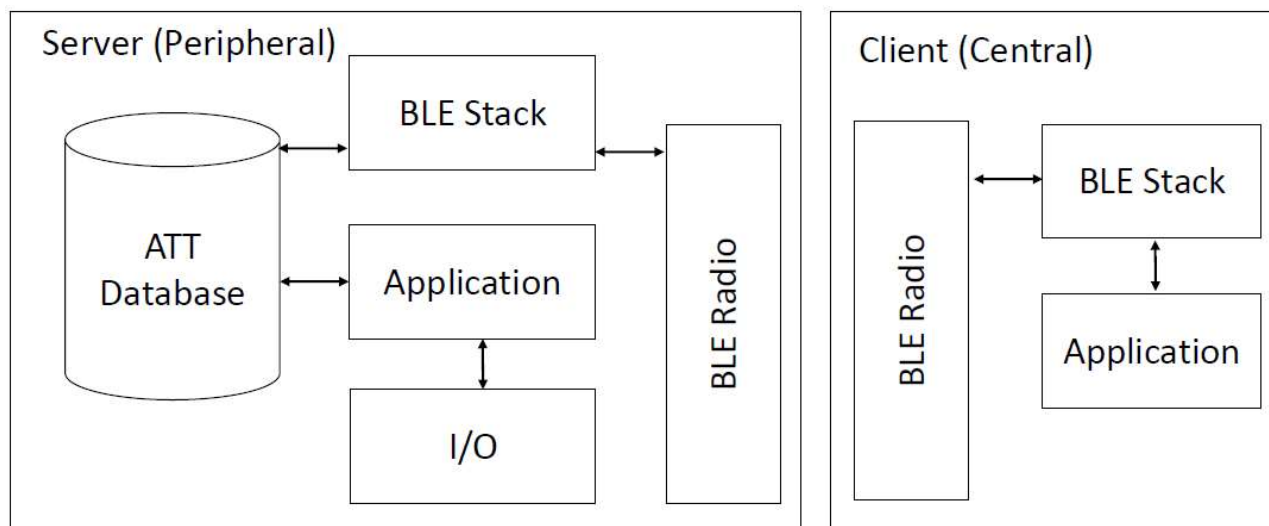 Server (Peripheral)
BLE Stack
ATT
Database
Application
I/O
BLE Radio
Client (Central)
BLE Radio
BLE Stack
Application